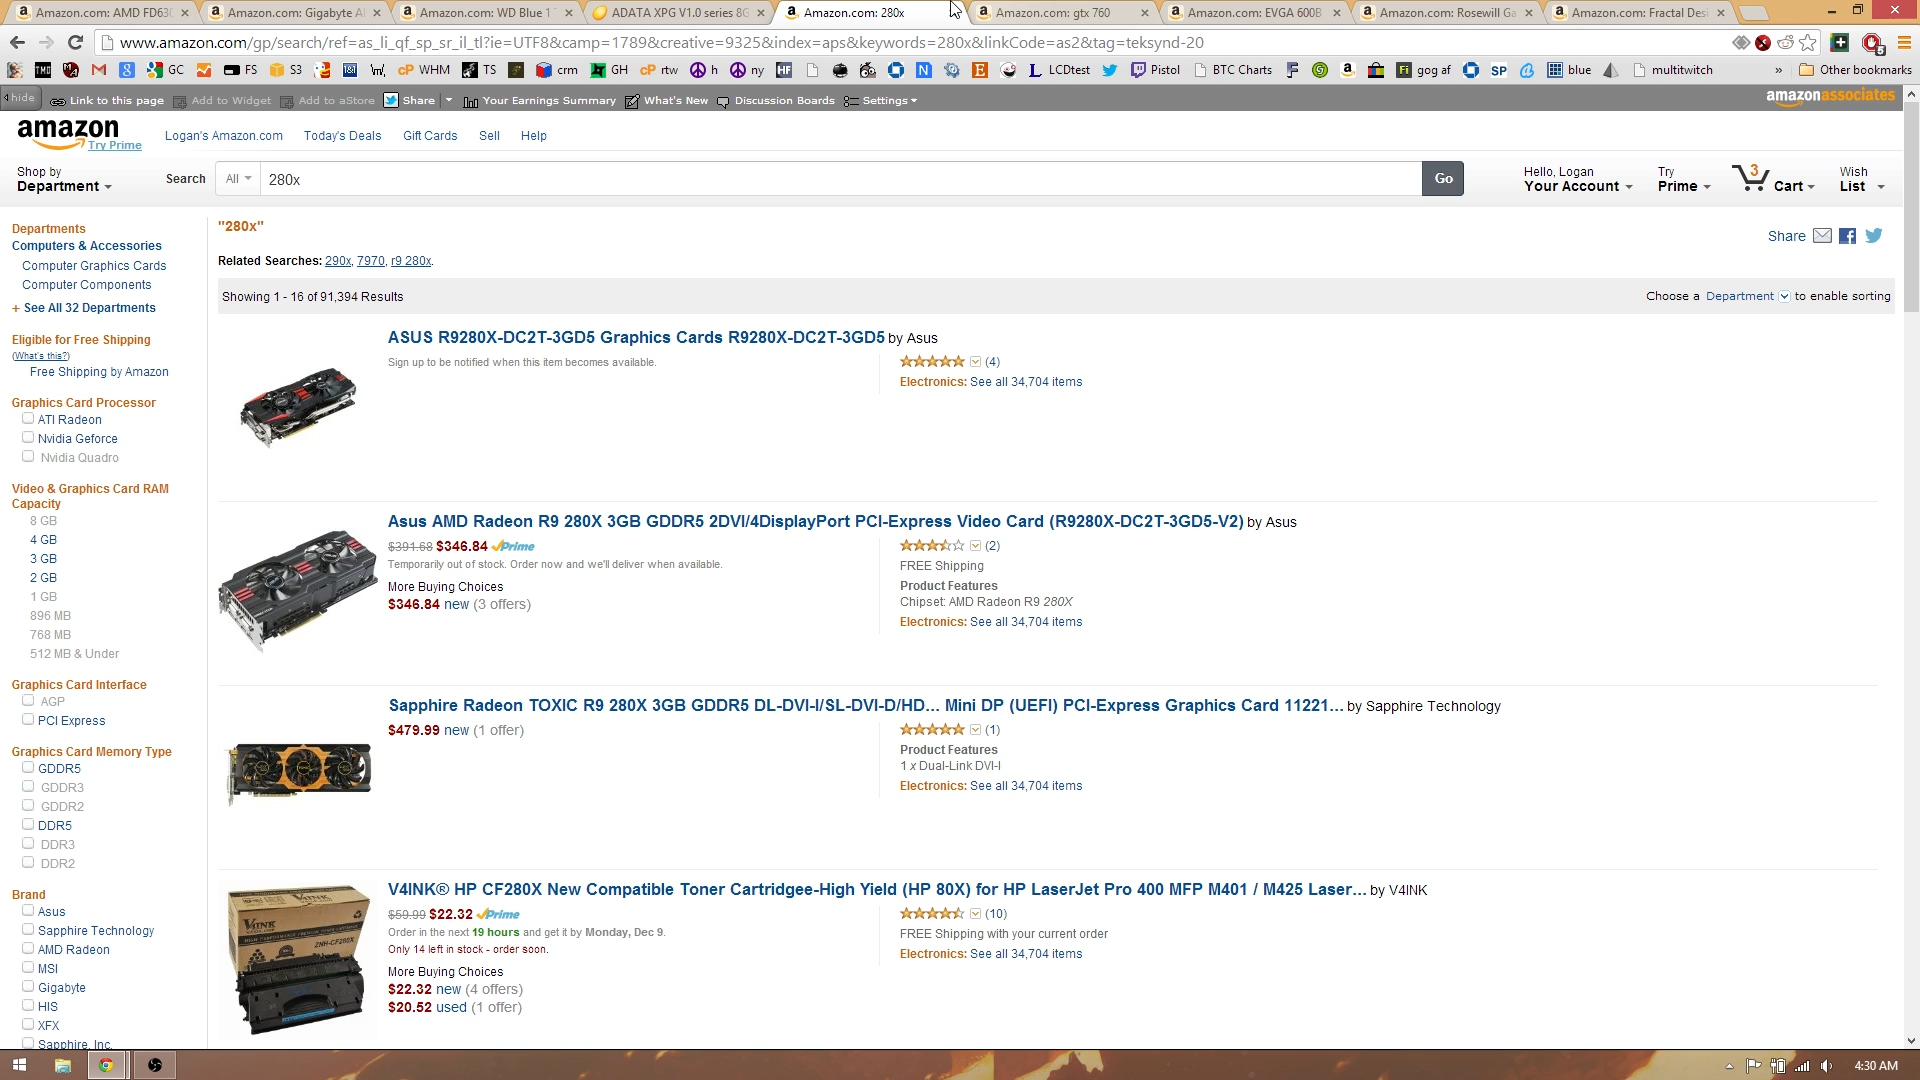 Amazon.com: AMD FD630
Amazon.com: Gigabyte A
Amazon.com: WD Blue 1
ADATA XPG V1.0 series 8G
Amazon.com: 280x
Amazon.com: gtx 760
Amazon.com: EVGA 600B
Amazon.com: Rosewill Ga
Amazon.com: Fractal Desi
www.amazon.com/gp/search/ref=as_li_qf_sp_sr_il_tl?ie=UTF8&camp=1789&creative=9325&index=aps&keywords=280x&linkCode=as2&tag=teksynd-20
GC FS S3 WHM TS crm GH rtw h ny HF LCDtest Pistol BTC Charts gog af SP blue multitwitch » Other bookmarks
hide Link to this page Add to Widget Add to aStore Share Your Earnings Summary What's New Discussion Boards Settings amazonassociates
amazon
Try Prime
Logan's Amazon.com Today's Deals Gift Cards Sell Help
Shop by
Department
Search All 280x Go
Hello, Logan
Your Account
Try
Prime
3
Cart
Wish
List
Departments
Computers & Accessories
Computer Graphics Cards
Computer Components
+ See All 32 Departments
Eligible for Free Shipping
(What's this?)
Free Shipping by Amazon
Graphics Card Processor
ATI Radeon
Nvidia Geforce
Nvidia Quadro
Video & Graphics Card RAM
Capacity
8 GB
4 GB
3 GB
2 GB
1 GB
896 MB
768 MB
512 MB & Under
Graphics Card Interface
AGP
PCI Express
Graphics Card Memory Type
GDDR5
GDDR3
GDDR2
DDR5
DDR3
DDR2
Brand
Asus
Sapphire Technology
AMD Radeon
MSI
Gigabyte
HIS
XFX
Sapphire, Inc.
"280x"
Share
Related Searches: 290x, 7970, r9 280x.
Showing 1 - 16 of 91,394 Results
Choose a Department to enable sorting
ASUS R9280X-DC2T-3GD5 Graphics Cards R9280X-DC2T-3GD5 by Asus
Sign up to be notified when this item becomes available.
(4)
Electronics: See all 34,704 items
Asus AMD Radeon R9 280X 3GB GDDR5 2DVI/4DisplayPort PCI-Express Video Card (R9280X-DC2T-3GD5-V2) by Asus
$391.68 $346.84 Prime
Temporarily out of stock. Order now and we'll deliver when available.
More Buying Choices
$346.84 new (3 offers)
(2)
FREE Shipping
Product Features
Chipset: AMD Radeon R9 280X
Electronics: See all 34,704 items
Sapphire Radeon TOXIC R9 280X 3GB GDDR5 DL-DVI-I/SL-DVI-D/HD... Mini DP (UEFI) PCI-Express Graphics Card 11221... by Sapphire Technology
$479.99 new (1 offer)
(1)
Product Features
1 x Dual-Link DVI-I
Electronics: See all 34,704 items
V4INK® HP CF280X New Compatible Toner Cartridgee-High Yield (HP 80X) for HP LaserJet Pro 400 MFP M401 / M425 Laser... by V4INK
$59.99 $22.32 Prime
Order in the next 19 hours and get it by Monday, Dec 9.
Only 14 left in stock - order soon.
More Buying Choices
$22.32 new (4 offers)
$20.52 used (1 offer)
(10)
FREE Shipping with your current order
Electronics: See all 34,704 items
4:30 AM